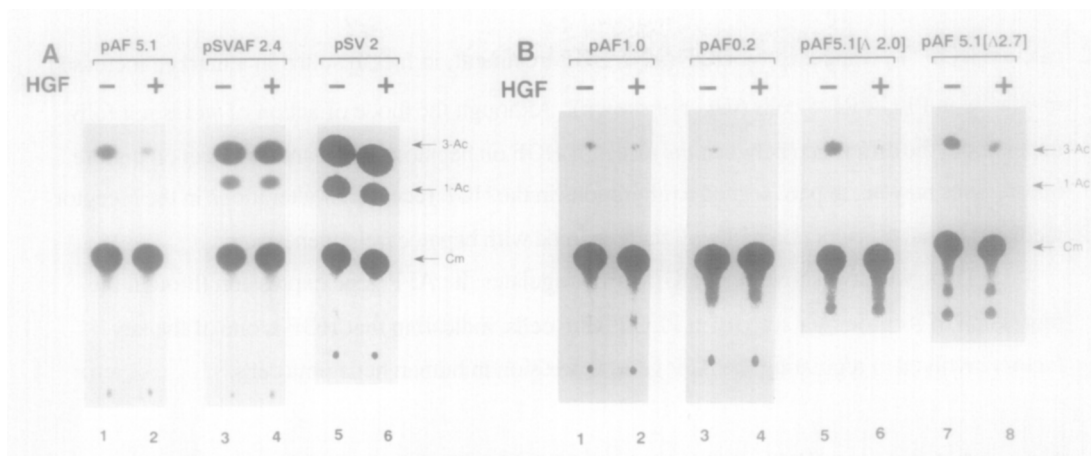 A
pAF 5.1 pSVAF 2.4 pSV 2
HGF − + − + − +
3-Ac
1-Ac
Cm
1 2 3 4 5 6
B
pAF1.0 pAF0.2 pAF5.1[Δ 2.0] pAF 5.1[Δ2.7]
HGF − + − + − + − +
3-Ac
1-Ac
Cm
1 2 3 4 5 6 7 8